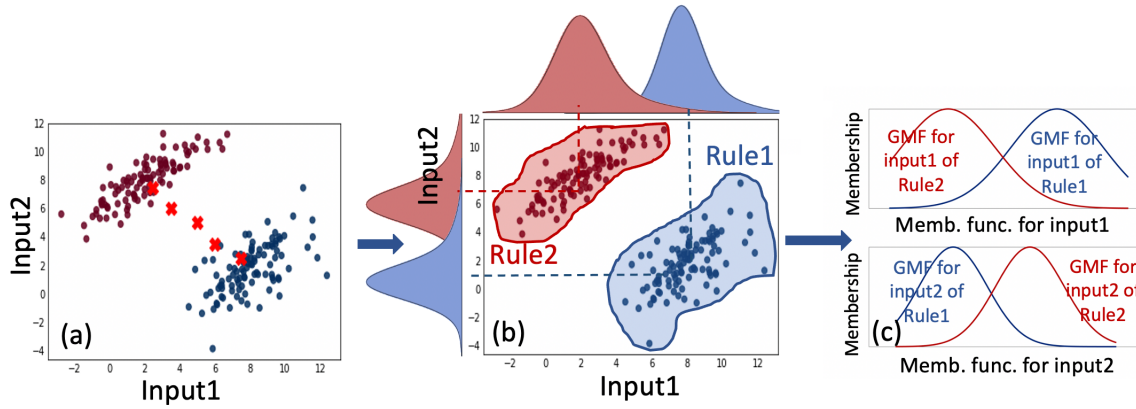 12
10
8
6
4
2
0
−2
−4
Input2
(a)
−2
0
2
4
6
8
10
12
Input1
Input2
12
10
8
6
4
2
0
−2
−4
Rule1
Rule2
(b)
−2
0
2
4
6
8
10
12
Input1
Membership
GMF for
input1 of
Rule2
GMF for
input1 of
Rule1
Memb. func. for input1
Membership
GMF for
input2 of
Rule1
GMF for
input2 of
Rule2
(c)
Memb. func. for input2